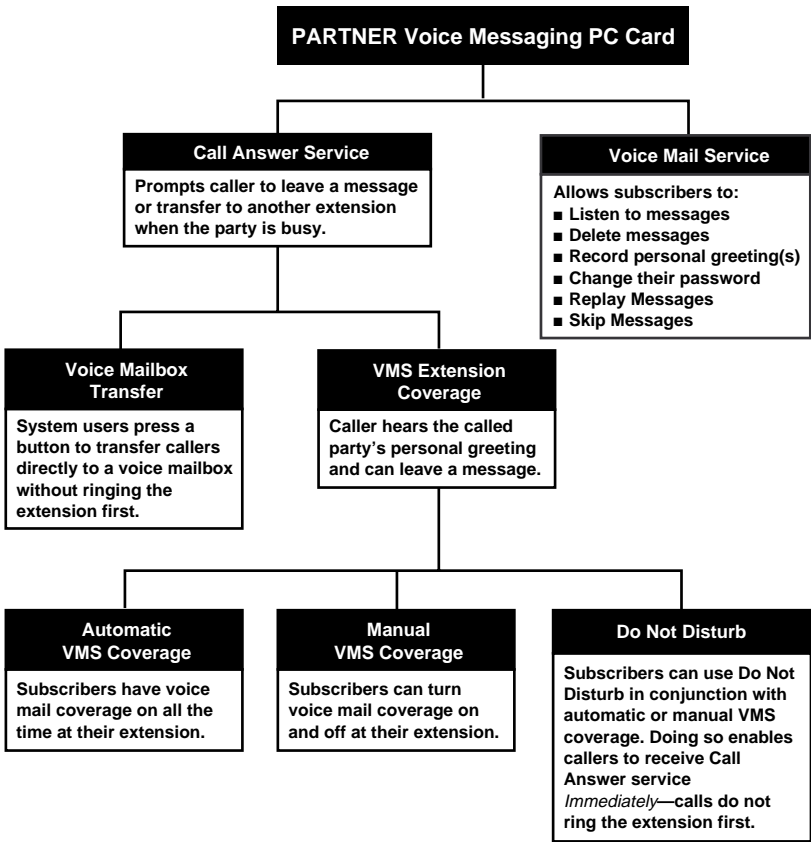 PARTNER Voice Messaging PC Card
Call Answer Service
Prompts caller to leave a message
or transfer to another extension
when the party is busy.
Voice Mail Service
Allows subscribers to:
■ Listen to messages
■ Delete messages
■ Record personal greeting(s)
■ Change their password
■ Replay Messages
■ Skip Messages
Voice Mailbox
Transfer
System users press a
button to transfer callers
directly to a voice mailbox
without ringing the
extension first.
VMS Extension
Coverage
Caller hears the called
party's personal greeting
and can leave a message.
Automatic
VMS Coverage
Subscribers have voice
mail coverage on all the
time at their extension.
Manual
VMS Coverage
Subscribers can turn
voice mail coverage on
and off at their extension.
Do Not Disturb
Subscribers can use Do Not
Disturb in conjunction with
automatic or manual VMS
coverage. Doing so enables
callers to receive Call
Answer service
Immediately—calls do not
ring the extension first.